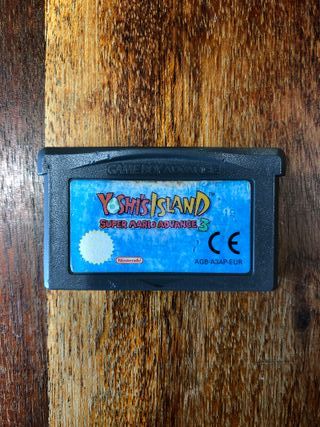 GAME BOY ADVANCE
YOSHI'S ISLAND
SUPER MARIO ADVANCE 3
CE
Nintendo
AGB-A3AP-EUR